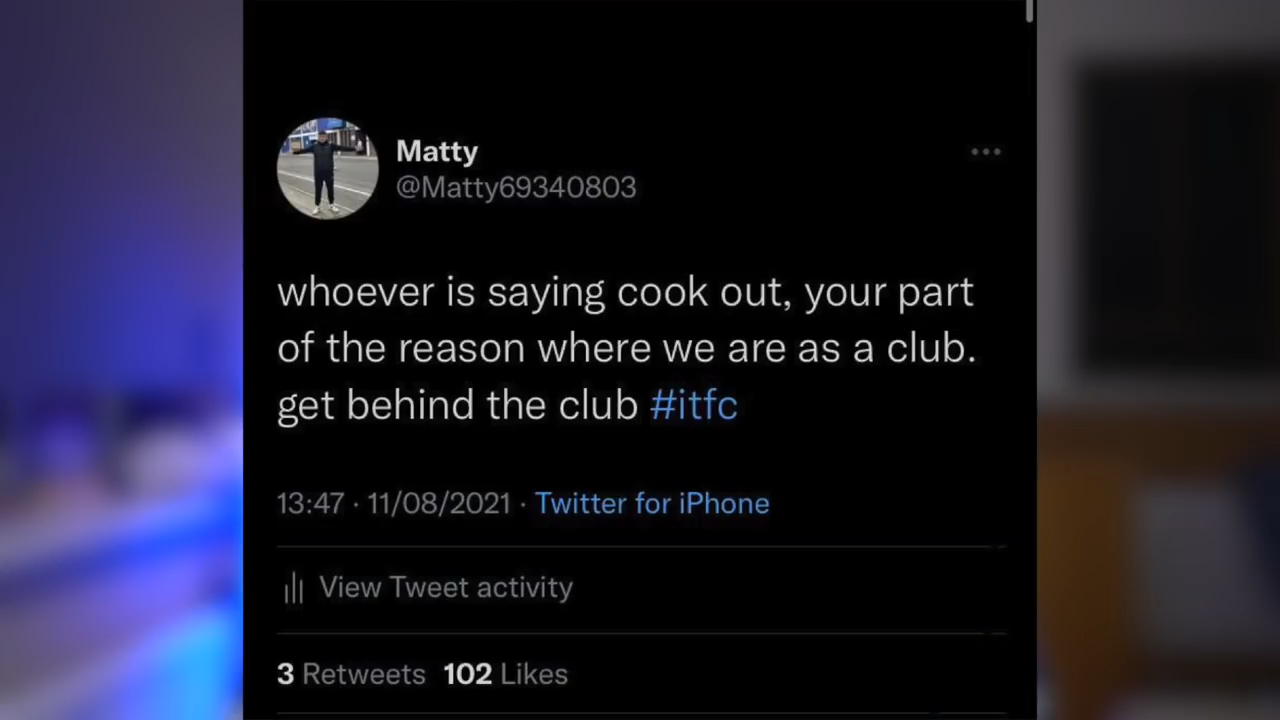 Matty
@Matty69340803
whoever is saying cook out, your part
of the reason where we are as a club.
get behind the club #itfc
13:47 · 11/08/2021 · Twitter for iPhone
View Tweet activity
3 Retweets 102 Likes